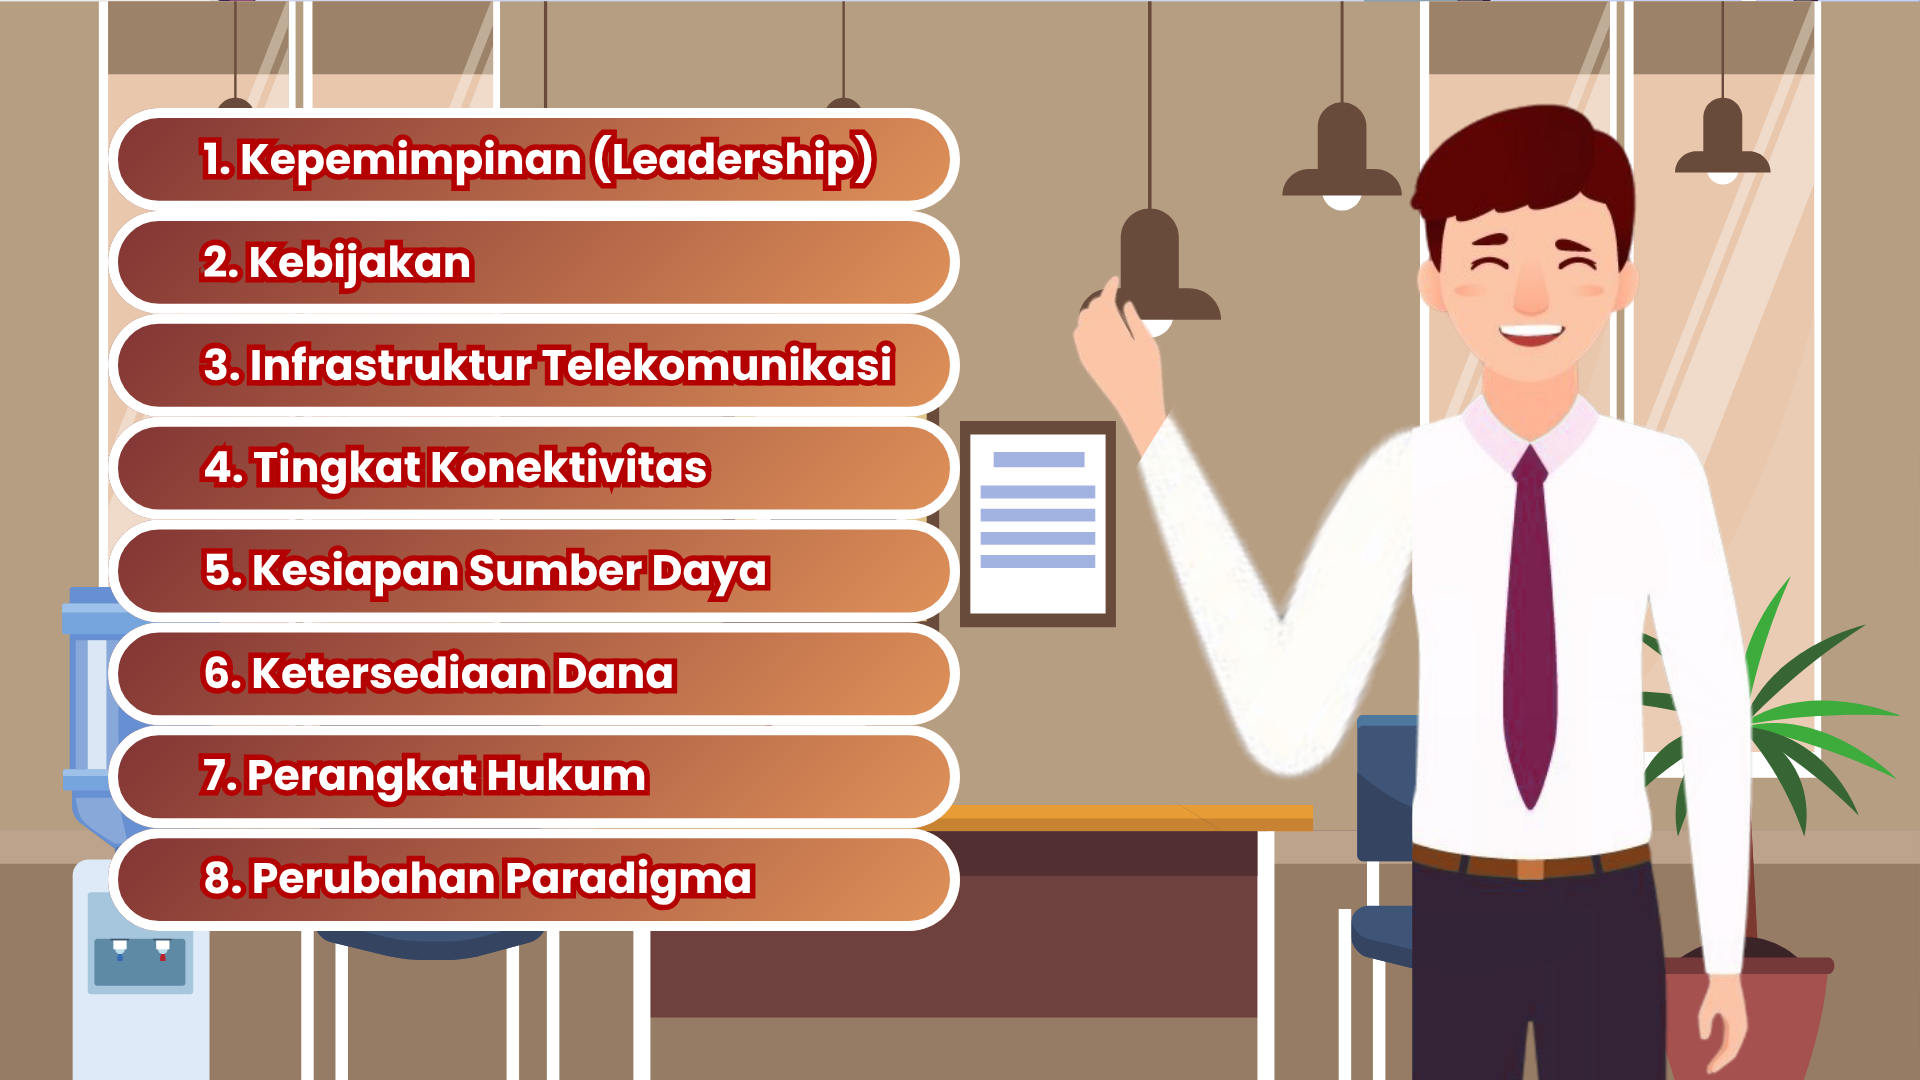 1. Kepemimpinan (Leadership)
2. Kebijakan
3. Infrastruktur Telekomunikasi
4. Tingkat Konektivitas
5. Kesiapan Sumber Daya
6. Ketersediaan Dana
7. Perangkat Hukum
8. Perubahan Paradigma